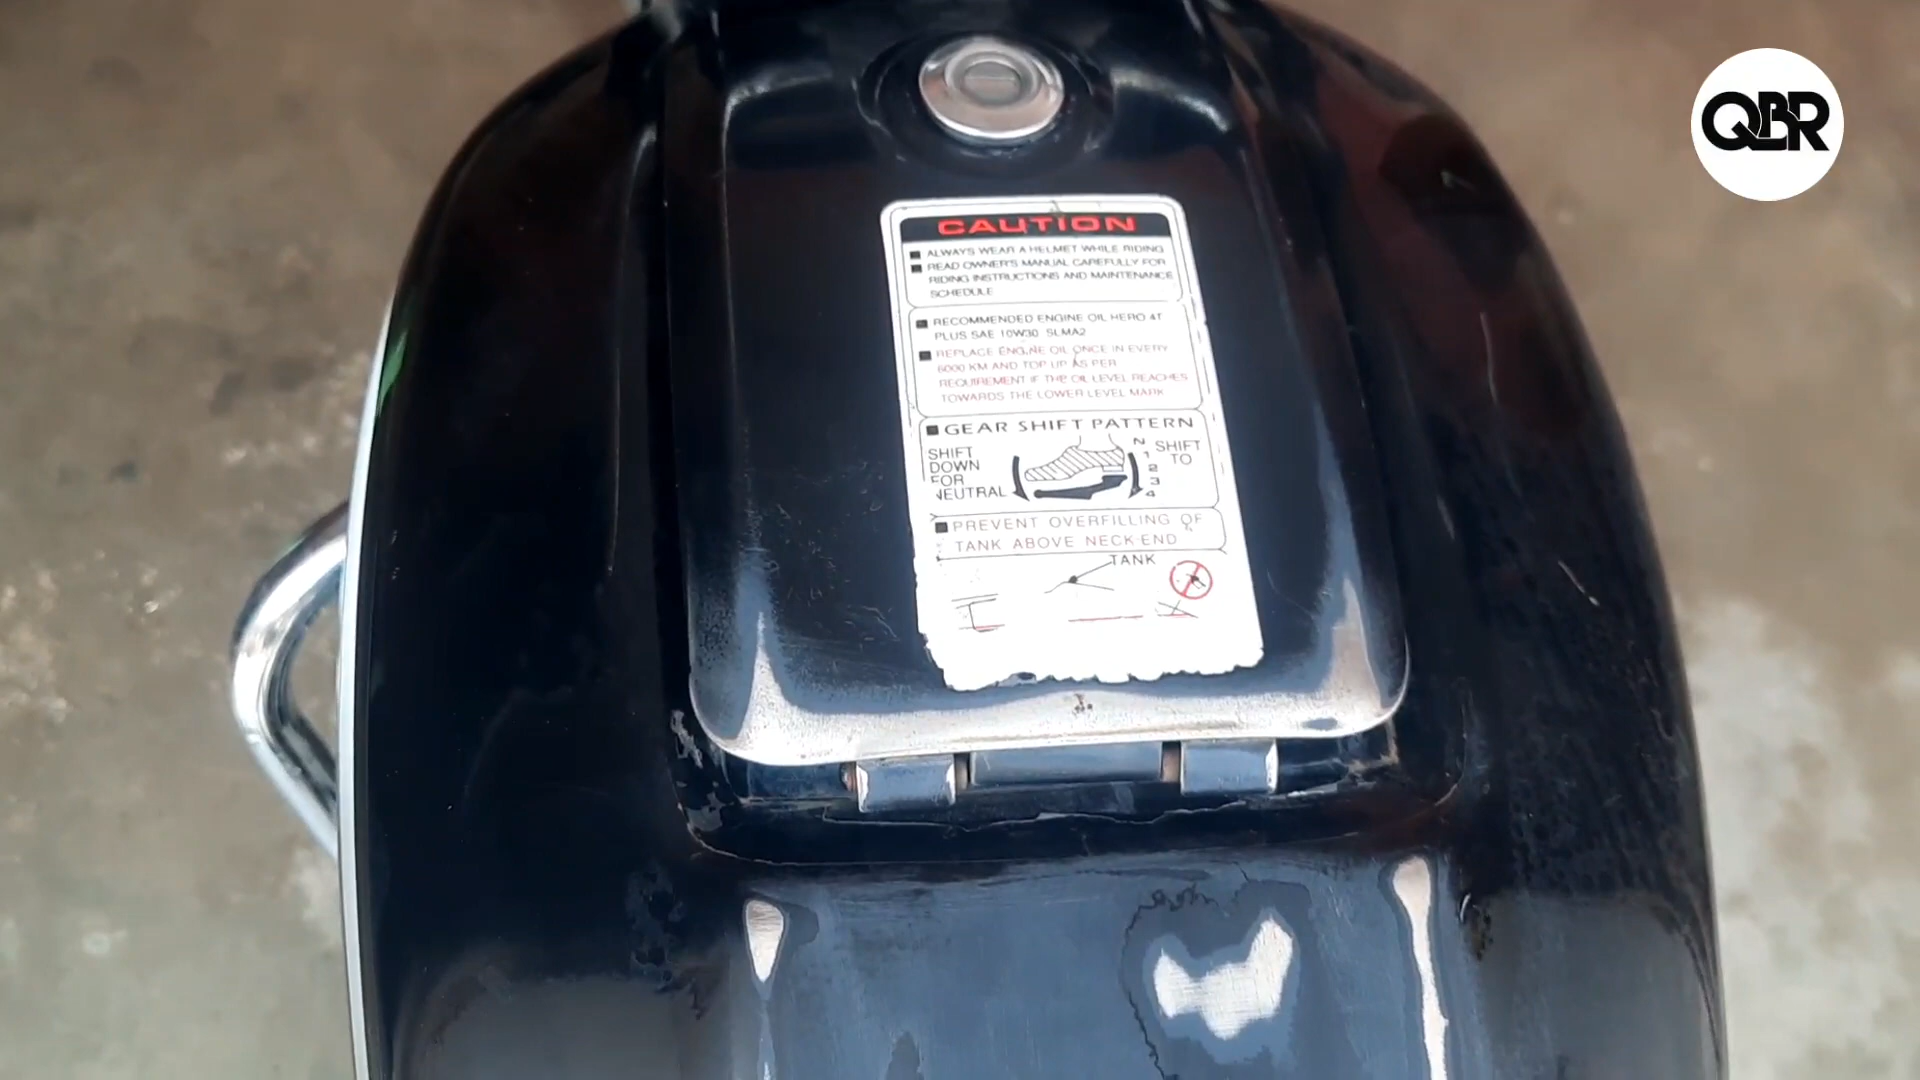 QBR
CAUTION
ALWAYS WEAR A HELMET WHILE RIDING
READ OWNER'S MANUAL CAREFULLY FOR
RIDING INSTRUCTIONS AND MAINTENANCE
SCHEDULE
RECOMMENDED ENGINE OIL HERO 4T
PLUS SAE 10W30 SLMA2
REPLACE ENGINE OIL ONCE IN EVERY
6000 KM AND TOP UP AS PER
REQUIREMENT IF THE OIL LEVEL REACHES
TOWARDS THE LOWER LEVEL MARK
GEAR SHIFT PATTERN
SHIFT
DOWN
FOR
NEUTRAL
N
1
2
3
4
SHIFT
TO
PREVENT OVERFILLING OF
TANK ABOVE NECK-END
TANK